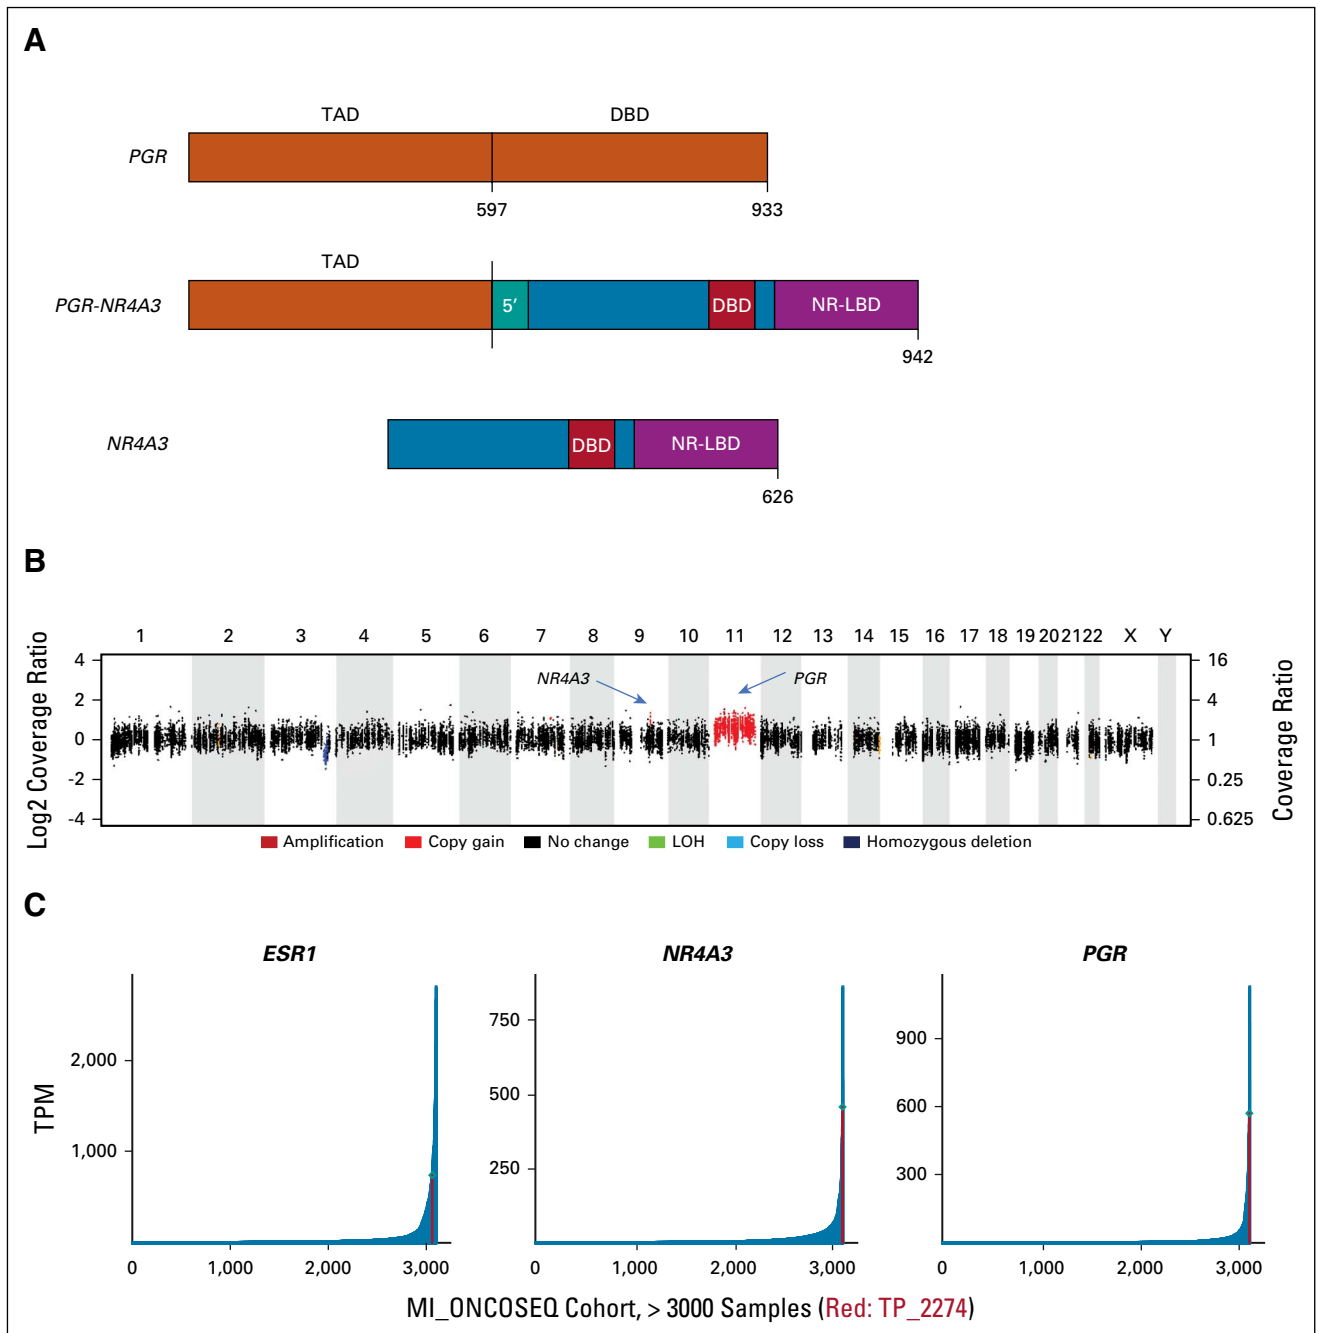 A
TAD DBD
PGR
597 933
TAD
PGR-NR4A3 5′ DBD NR-LBD
942
NR4A3 DBD NR-LBD
626
B
1 2 3 4 5 6 7 8 9 10 11 12 13 14 15 16 17 18 19 20 21 22 X Y
Log2 Coverage Ratio
4
2
0
-2
-4
NR4A3 PGR
16
4
1
0.25
0.625
Coverage Ratio
Amplification Copy gain No change LOH Copy loss Homozygous deletion
C
ESR1 NR4A3 PGR
TPM
2,000
1,000
750
500
250
900
600
300
0 1,000 2,000 3,000 0 1,000 2,000 3,000 0 1,000 2,000 3,000
MI_ONCOSEQ Cohort, > 3000 Samples (Red: TP_2274)